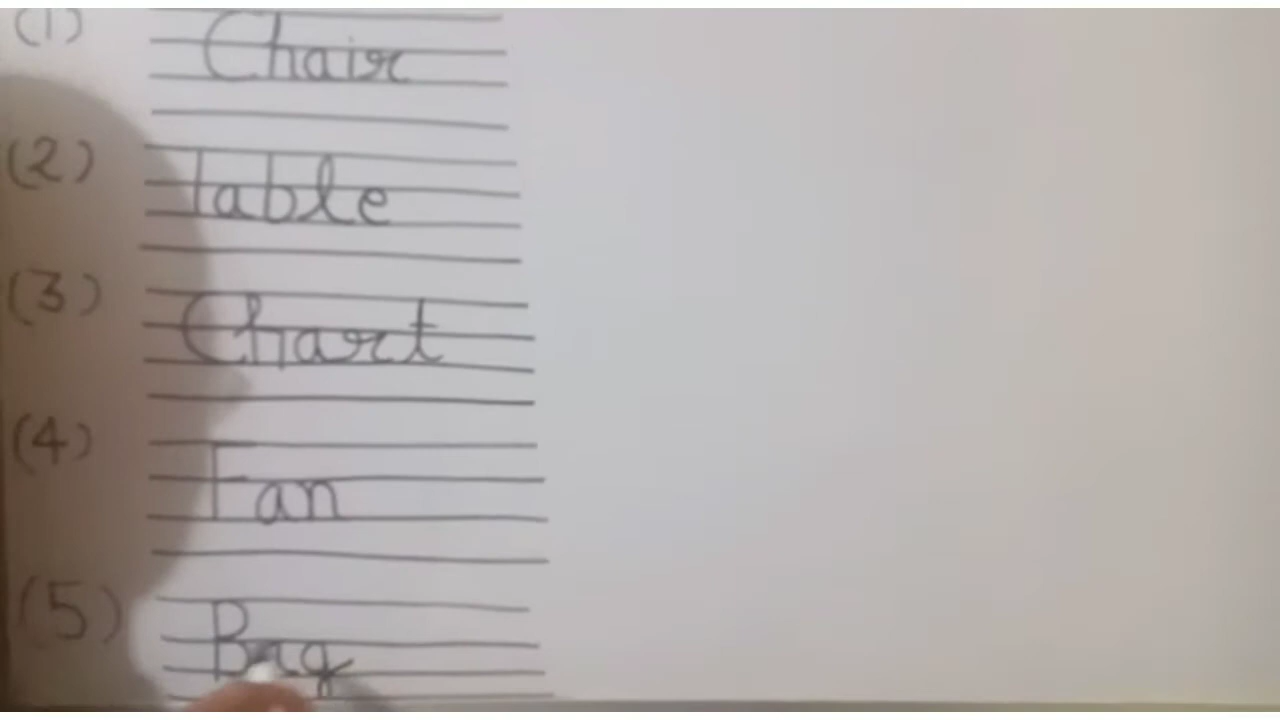 (1) Chair
(2) Table
(3) Chart
(4) Fan
(5) Bag